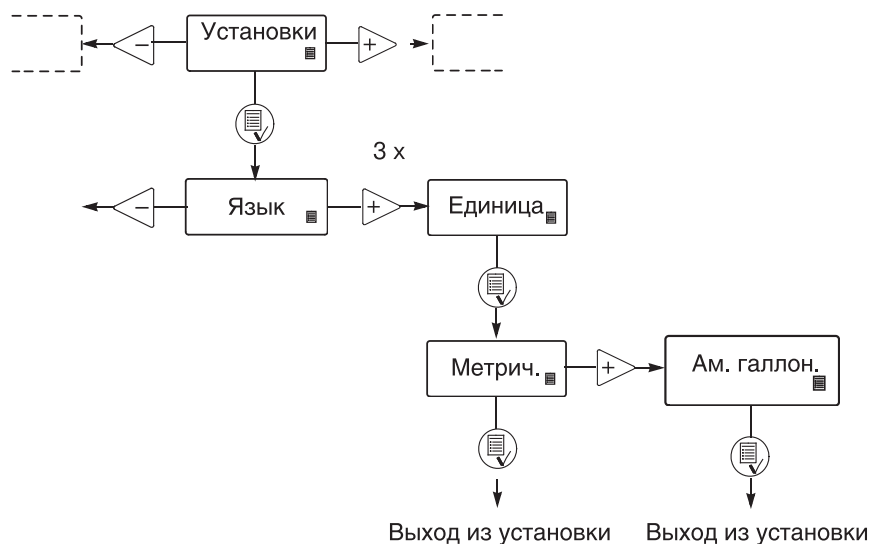 Установки
−
+
3 x
−
Язык
+
Единица
Метрич.
+
Ам. галлон.
Выход из установки
Выход из установки